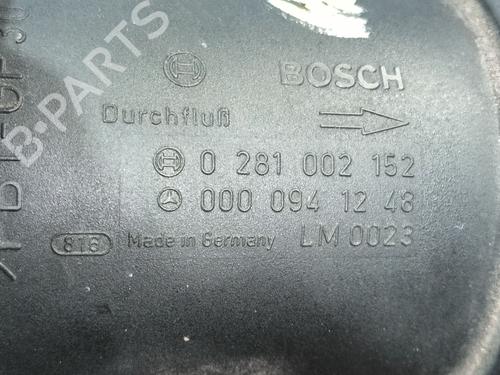 BOSCH
Durchfluß
0 281 002 152
000 094 12 48
816 Made in Germany LM 0023
B-PARTS